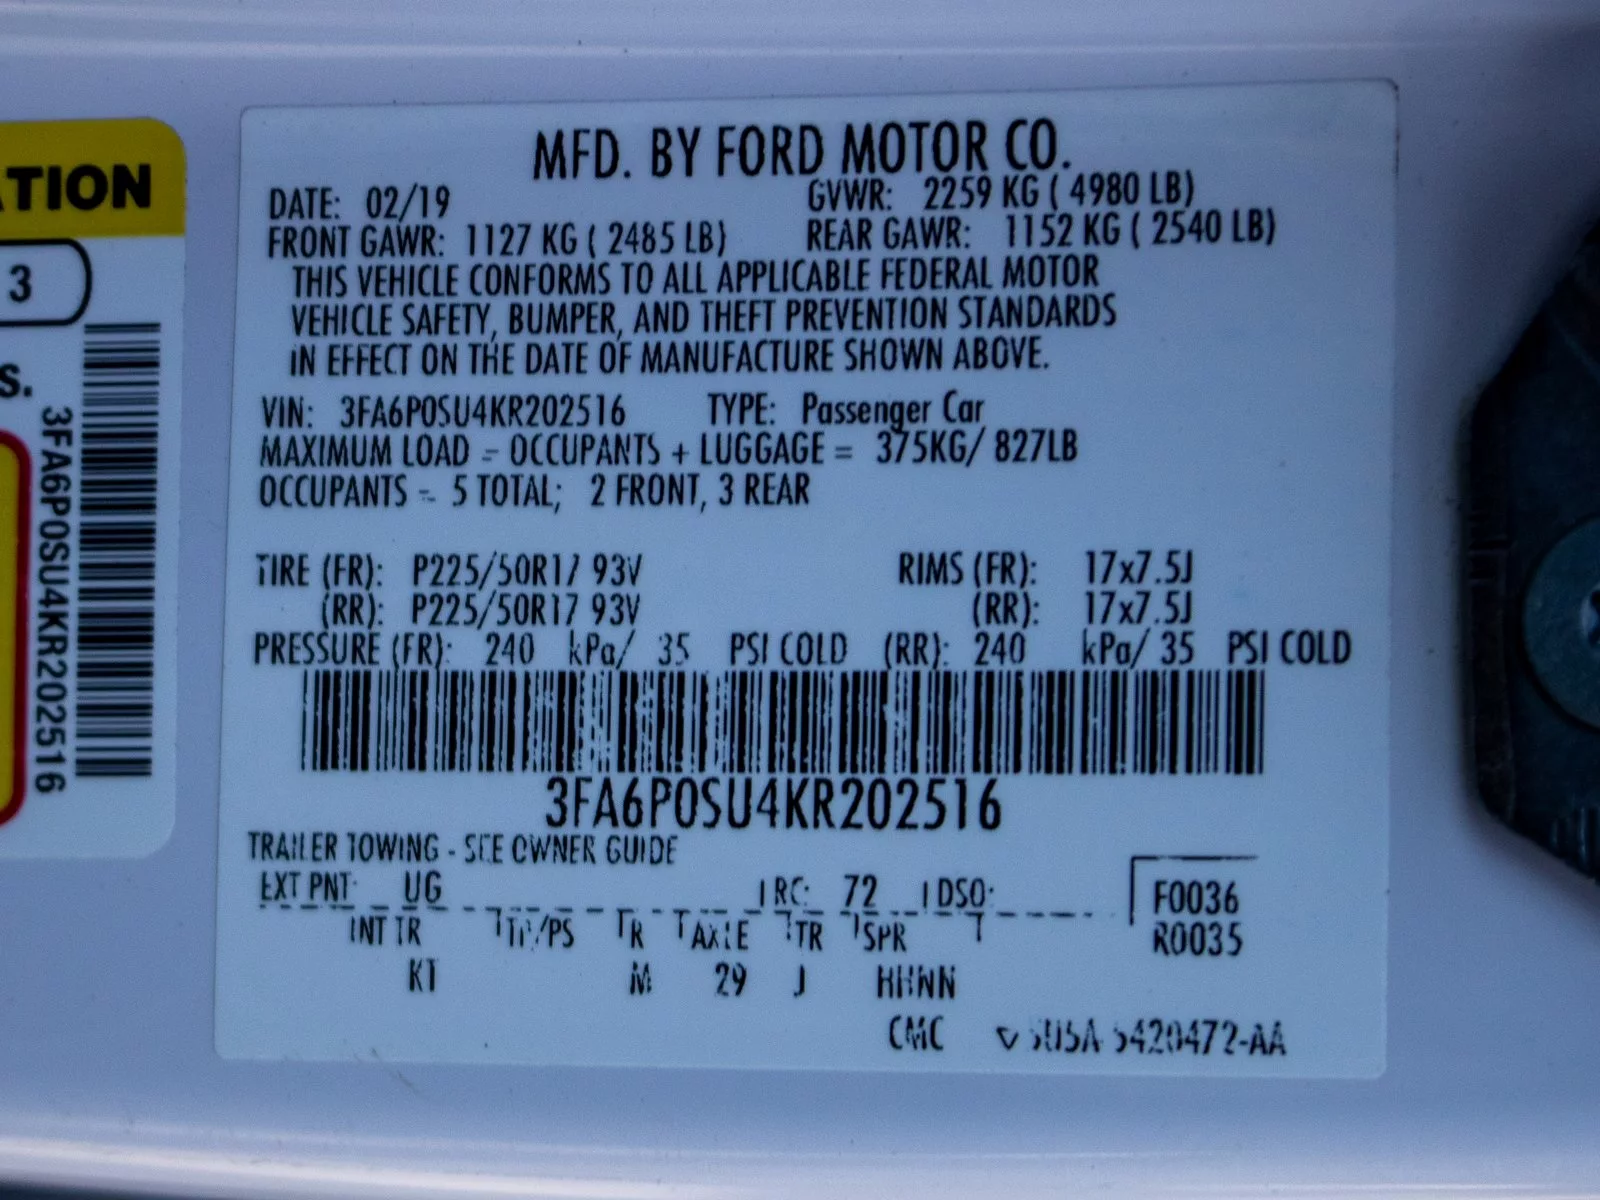 ATION
3
S.
3FA6P0SU4KR202516
MFD. BY FORD MOTOR CO.
DATE: 02/19 GVWR: 2259 KG ( 4980 LB)
FRONT GAWR: 1127 KG ( 2485 LB) REAR GAWR: 1152 KG ( 2540 LB)
THIS VEHICLE CONFORMS TO ALL APPLICABLE FEDERAL MOTOR
VEHICLE SAFETY, BUMPER, AND THEFT PREVENTION STANDARDS
IN EFFECT ON THE DATE OF MANUFACTURE SHOWN ABOVE.
VIN: 3FA6P0SU4KR202516 TYPE: Passenger Car
MAXIMUM LOAD = OCCUPANTS + LUGGAGE = 375KG/ 827LB
OCCUPANTS = 5 TOTAL; 2 FRONT, 3 REAR
TIRE (FR): P225/50R17 93V RIMS (FR): 17x7.5J
(RR): P225/50R17 93V (RR): 17x7.5J
PRESSURE (FR): 240 kPa/ 35 PSI COLD (RR): 240 kPa/ 35 PSI COLD
3FA6P0SU4KR202516
TRAILER TOWING - SEE OWNER GUIDE
EXT PNT: UG RC: 72 DSO: F0036
INT TR TP/PS R AXLE TR SPR R0035
KT M 29 J HHNN
CMC